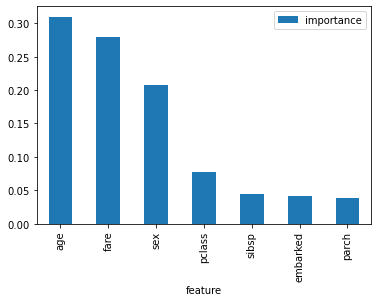 importance
0.30
0.25
0.20
0.15
0.10
0.05
0.00
age
fare
sex
pclass
sibsp
embarked
parch
feature